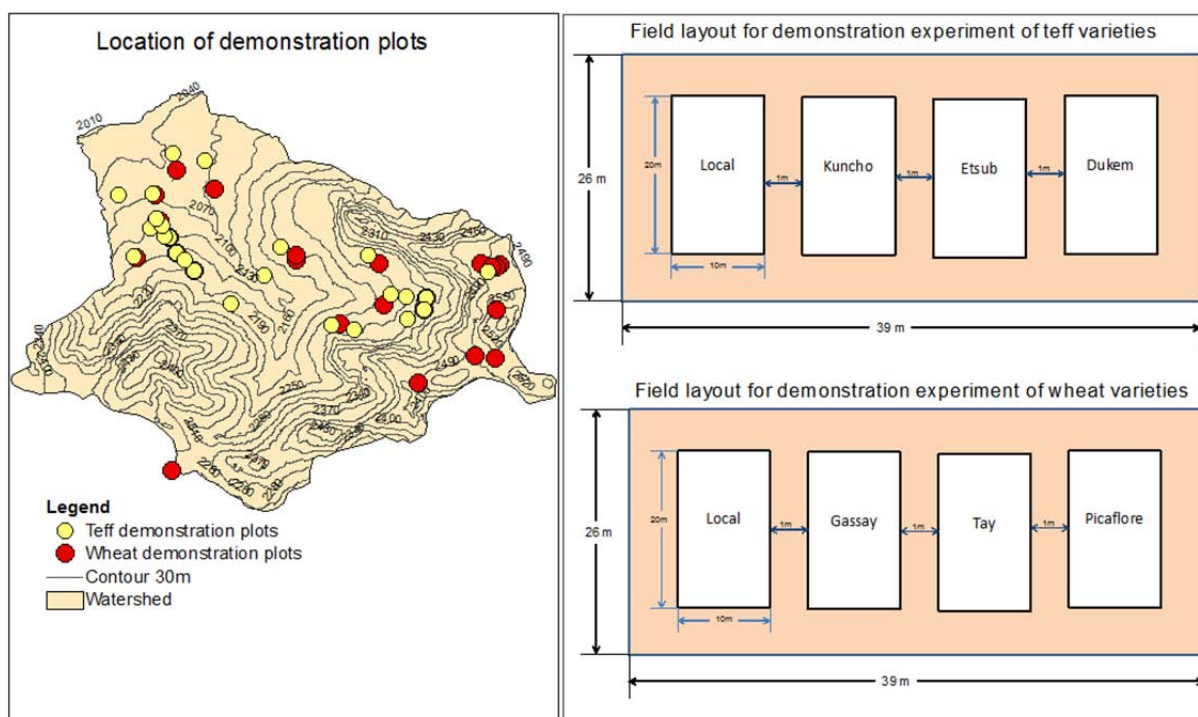 Location of demonstration plots
2040
2010
2070
2100
2130
2310
2430
2460
2490
2190
2160
2250
2370
2490
2280
2280
Legend
Teff demonstration plots
Wheat demonstration plots
Contour 30m
Watershed
Field layout for demonstration experiment of teff varieties
26 m
20m
Local
1m
Kuncho
1m
Etsub
1m
Dukem
10m
39 m
Field layout for demonstration experiment of wheat varieties
26 m
20m
Local
1m
Gassay
1m
Tay
1m
Picaflore
10m
39 m